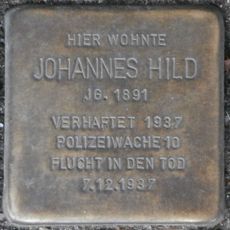 HIER WOHNTE
JOHANNES HILD
JG. 1891
VERHAFTET 1937
POLIZEIWACHE 10
FLUCHT IN DEN TOD
7.12.1937